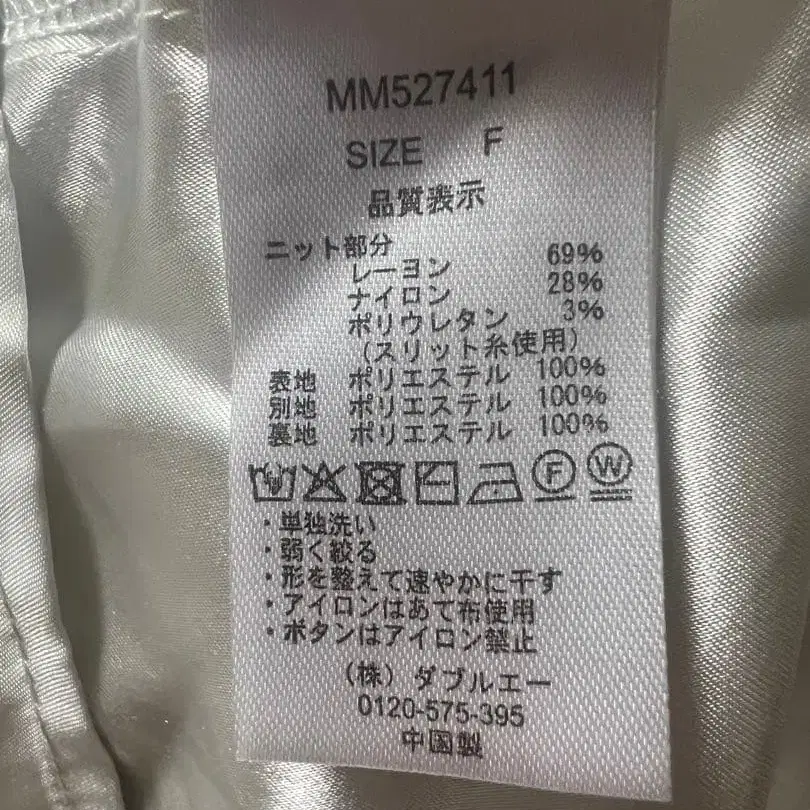 MM527411
SIZE F
品質表示
ニット部分
レーヨン 69%
ナイロン 28%
ポリウレタン 3%
（スリット糸使用）
表地 ポリエステル 100%
別地 ポリエステル 100%
裏地 ポリエステル 100%
F W
・単独洗い
・弱く絞る
・形を整えて速やかに干す
・アイロンはあて布使用
・ボタンはアイロン禁止
（株）ダブルエー
0120-575-395
中国製